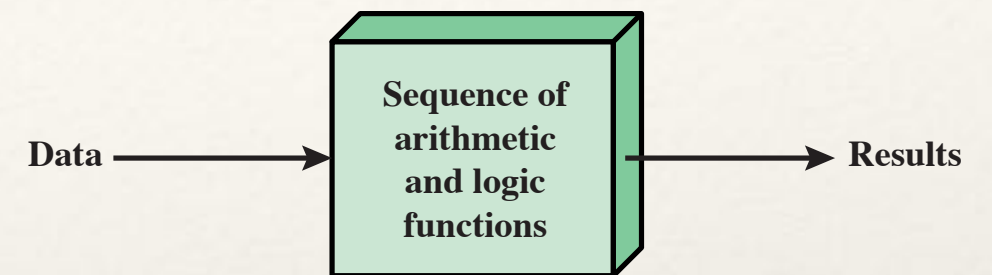 Data
Sequence of
arithmetic
and logic
functions
Results